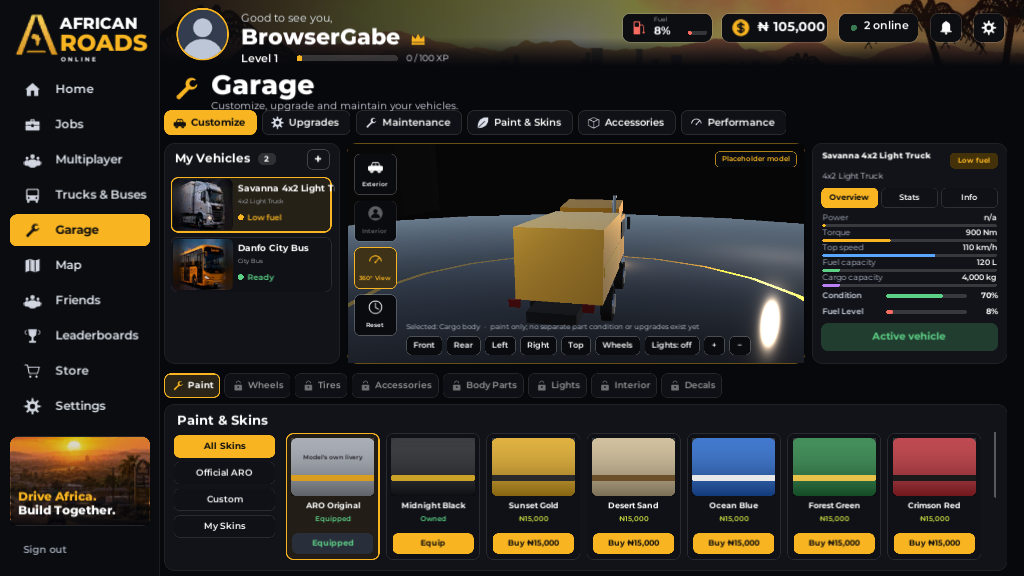 AFRICAN
ROADS
ONLINE
Home
Jobs
Multiplayer
Trucks & Buses
Garage
Map
Friends
Leaderboards
Store
Settings
Drive Africa.
Build Together.
Sign out
Good to see you,
BrowserGabe
Level 1
0 / 100 XP
Fuel
8%
$ ₦ 105,000
2 online
Garage
Customize, upgrade and maintain your vehicles.
Customize
Upgrades
Maintenance
Paint & Skins
Accessories
Performance
My Vehicles 2 +
Savanna 4x2 Light T
4x2 Light Truck
Low fuel
Danfo City Bus
City Bus
Ready
Exterior
Interior
360° View
Reset
Placeholder model
Selected: Cargo body · paint only; no separate part condition or upgrades exist yet
Front
Rear
Left
Right
Top
Wheels
Lights: off
+
−
Savanna 4x2 Light Truck
Low fuel
4x2 Light Truck
Overview
Stats
Info
Power n/a
Torque 900 Nm
Top speed 110 km/h
Fuel capacity 120 L
Cargo capacity 4,000 kg
Condition 70%
Fuel Level 8%
Active vehicle
Paint
Wheels
Tires
Accessories
Body Parts
Lights
Interior
Decals
Paint & Skins
All Skins
Official ARO
Custom
My Skins
Model's own livery
ARO Original
Equipped
Equipped
Midnight Black
Owned
Equip
Sunset Gold
₦15,000
Buy ₦15,000
Desert Sand
₦15,000
Buy ₦15,000
Ocean Blue
₦15,000
Buy ₦15,000
Forest Green
₦15,000
Buy ₦15,000
Crimson Red
₦15,000
Buy ₦15,000